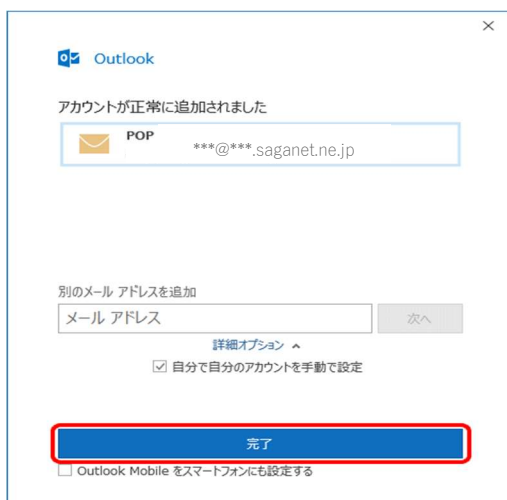 Outlook
アカウントが正常に追加されました
POP
***@***.saganet.ne.jp
別のメール アドレスを追加
メール アドレス
次へ
詳細オプション
自分で自分のアカウントを手動で設定
完了
Outlook Mobile をスマートフォンにも設定する